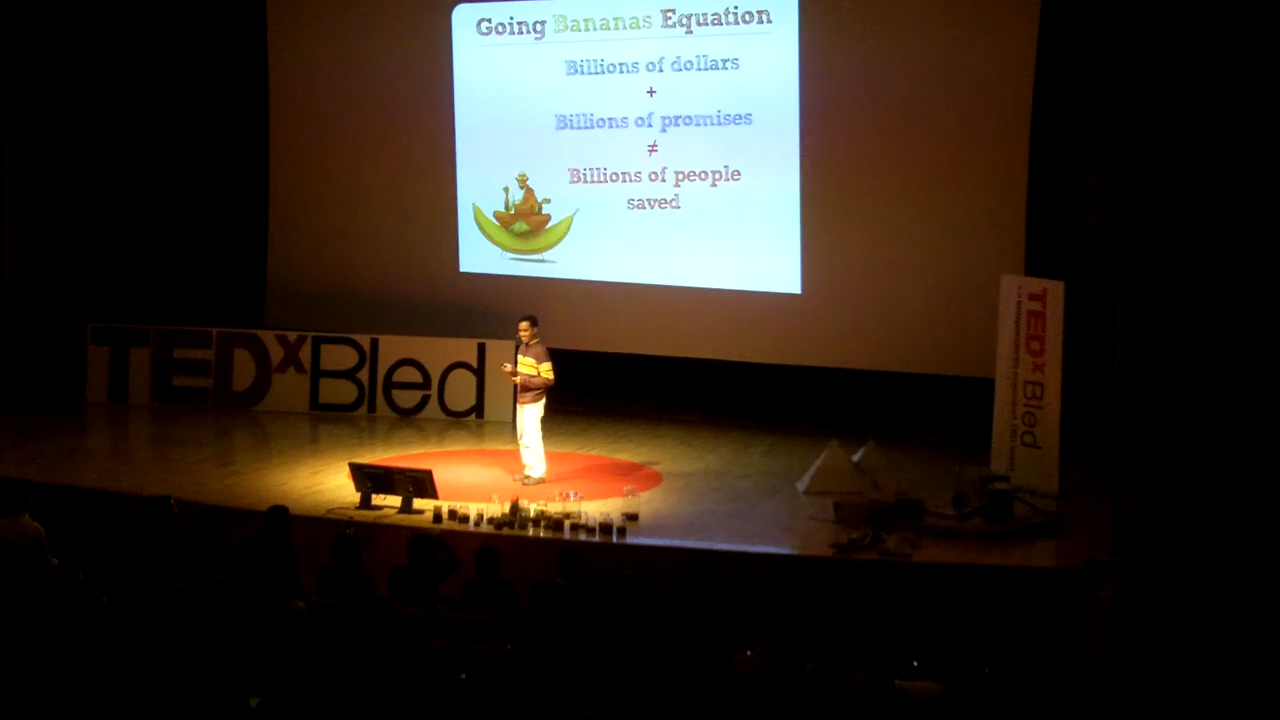 Going Bananas Equation
Billions of dollars
+
Billions of promises
≠
Billions of people
saved
TEDxBled
TEDxBled